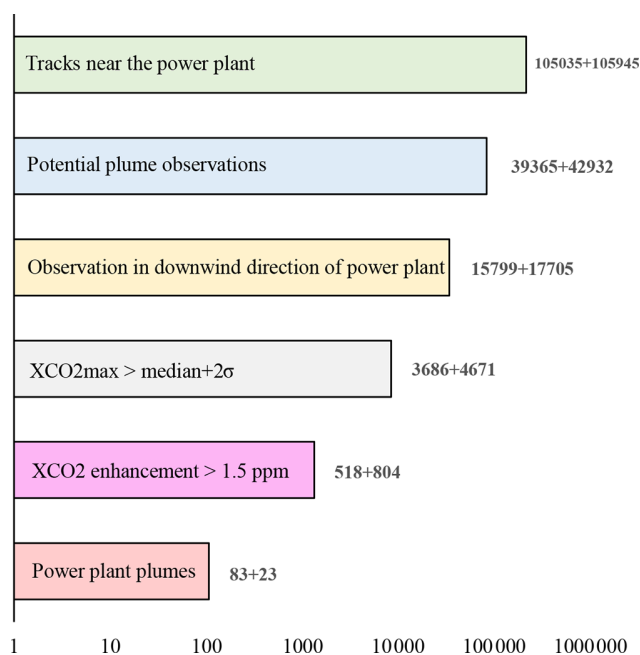 Tracks near the power plant 105035+105945
Potential plume observations 39365+42932
Observation in downwind direction of power plant 15799+17705
XCO2max > median+2σ 3686+4671
XCO2 enhancement > 1.5 ppm 518+804
Power plant plumes 83+23
1 10 100 1000 10000 100000 1000000